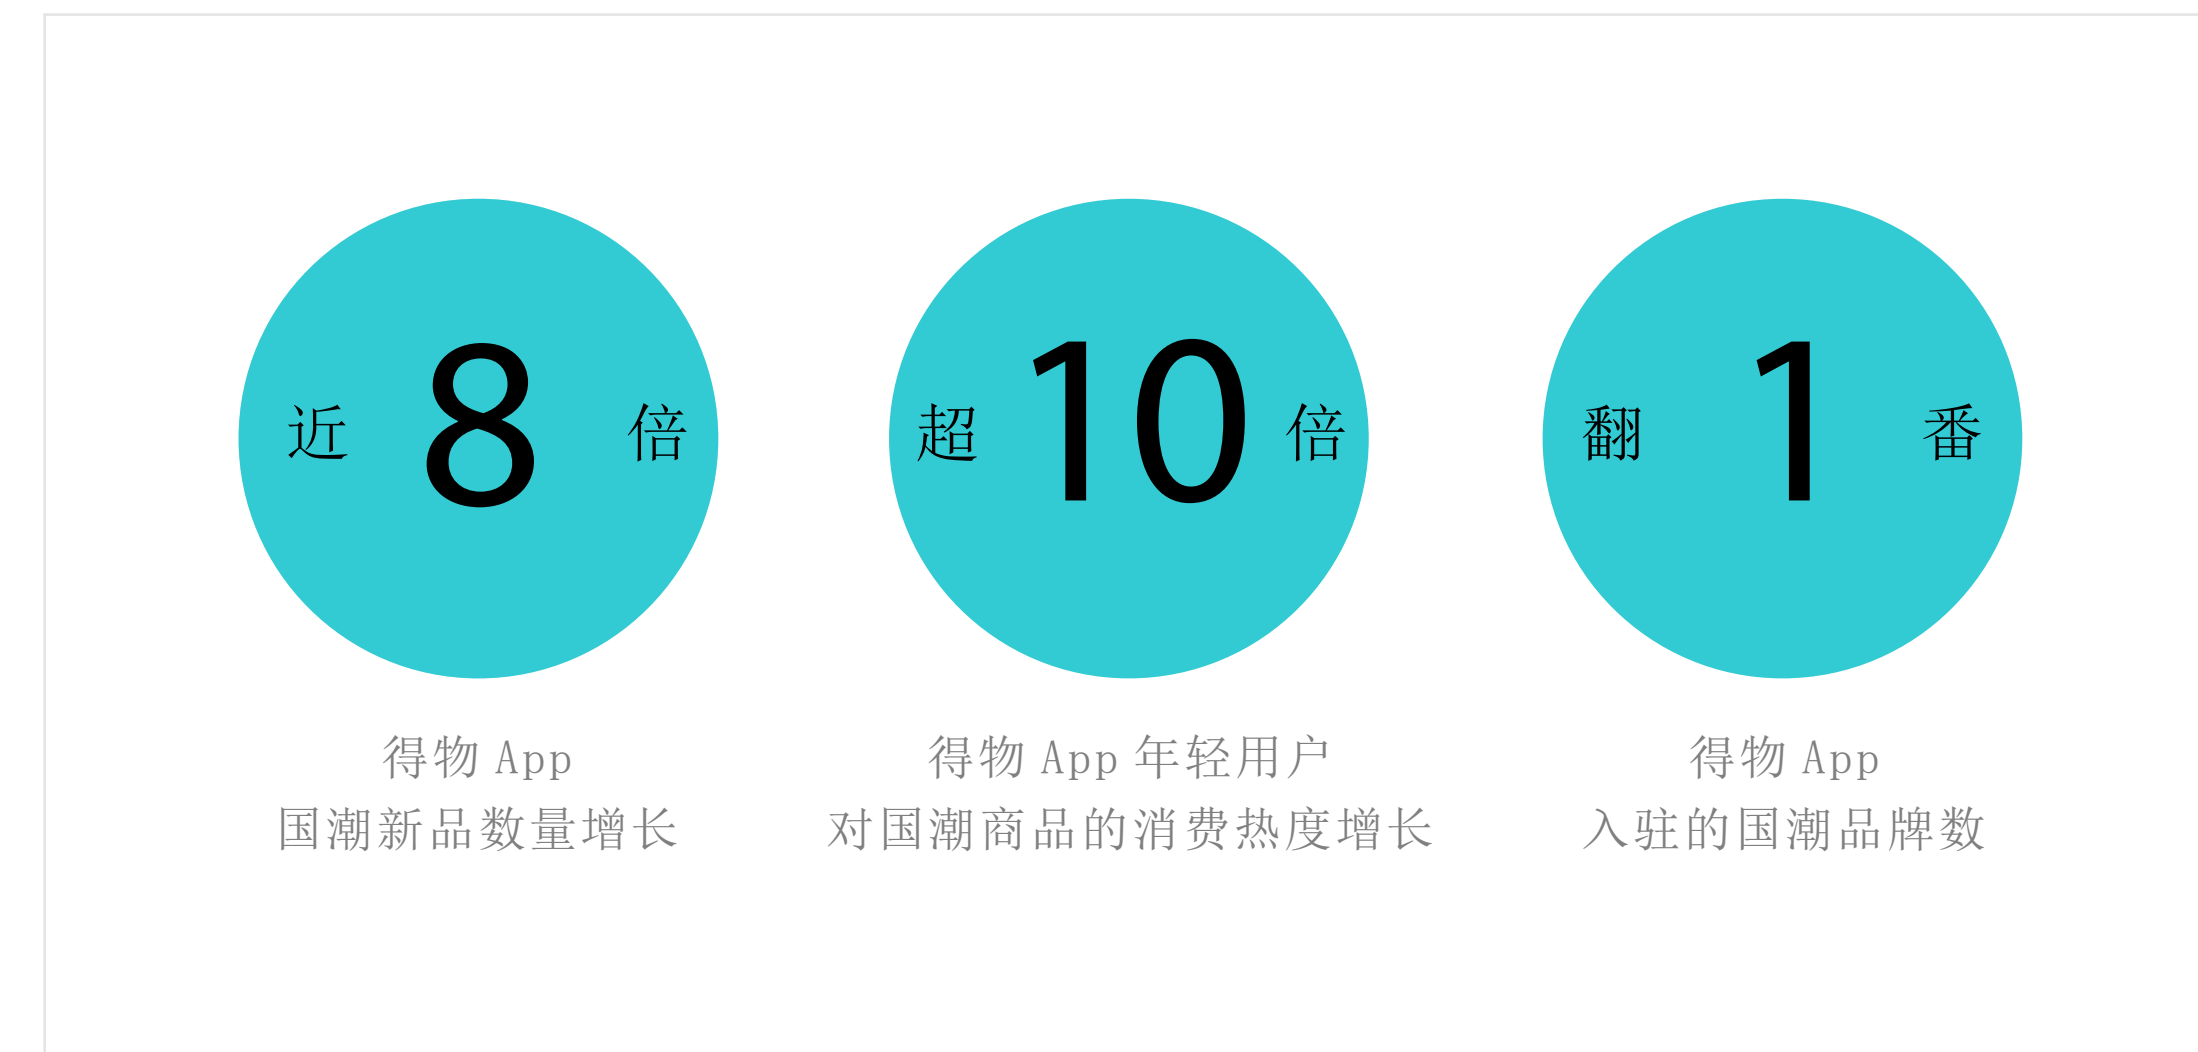 近 8 倍
得物 App
国潮新品数量增长
超 10 倍
得物 App 年轻用户
对国潮商品的消费热度增长
翻 1 番
得物 App
入驻的国潮品牌数